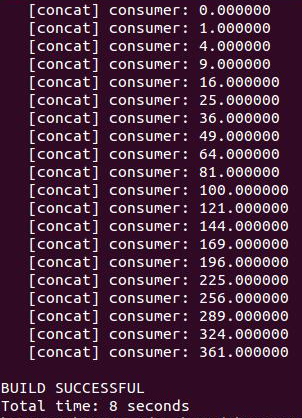 [concat] consumer: 0.000000
[concat] consumer: 1.000000
[concat] consumer: 4.000000
[concat] consumer: 9.000000
[concat] consumer: 16.000000
[concat] consumer: 25.000000
[concat] consumer: 36.000000
[concat] consumer: 49.000000
[concat] consumer: 64.000000
[concat] consumer: 81.000000
[concat] consumer: 100.000000
[concat] consumer: 121.000000
[concat] consumer: 144.000000
[concat] consumer: 169.000000
[concat] consumer: 196.000000
[concat] consumer: 225.000000
[concat] consumer: 256.000000
[concat] consumer: 289.000000
[concat] consumer: 324.000000
[concat] consumer: 361.000000
BUILD SUCCESSFUL
Total time: 8 seconds